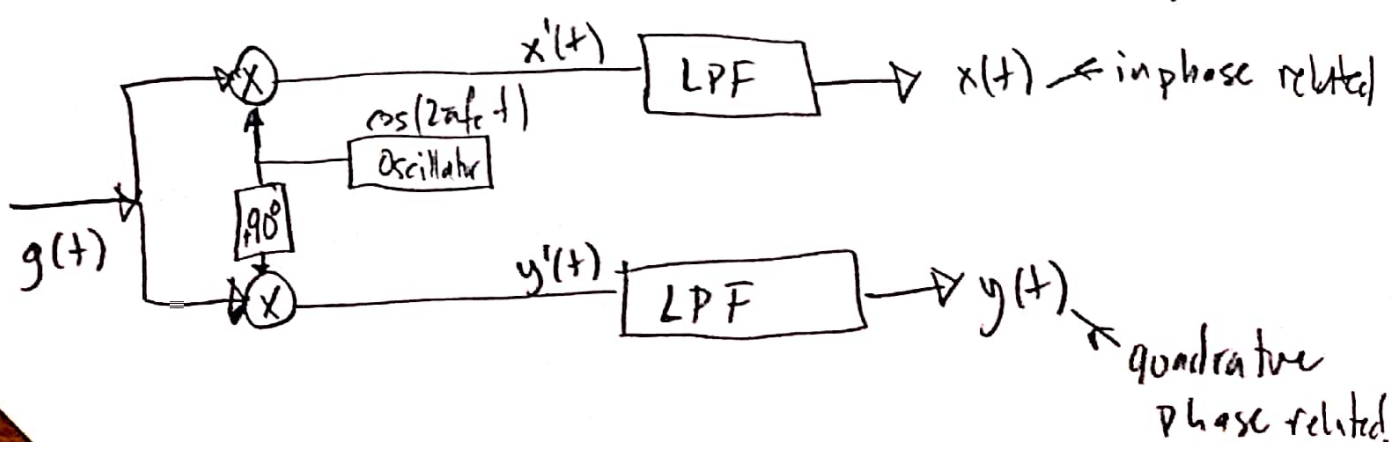 x'(t)
LPF
x(t) inphase related
cos(2πfc t)
Oscillator
+90°
g(t)
y'(t)
LPF
y(t)
quadrature
phase related.
X
X